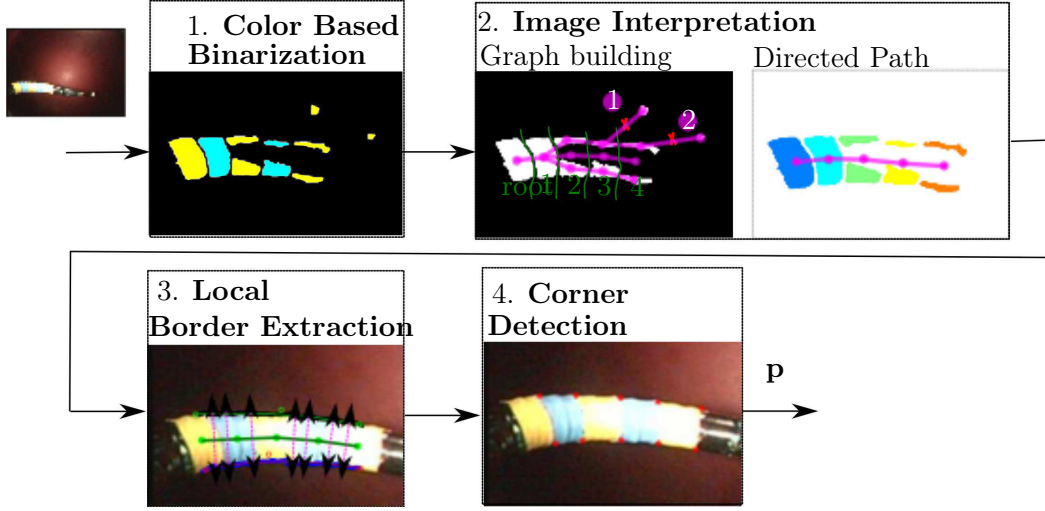 1. Color Based
Binarization
2. Image Interpretation
Graph building
Directed Path
1
2
root 1 2 3 4
3. Local
Border Extraction
4. Corner
Detection
p